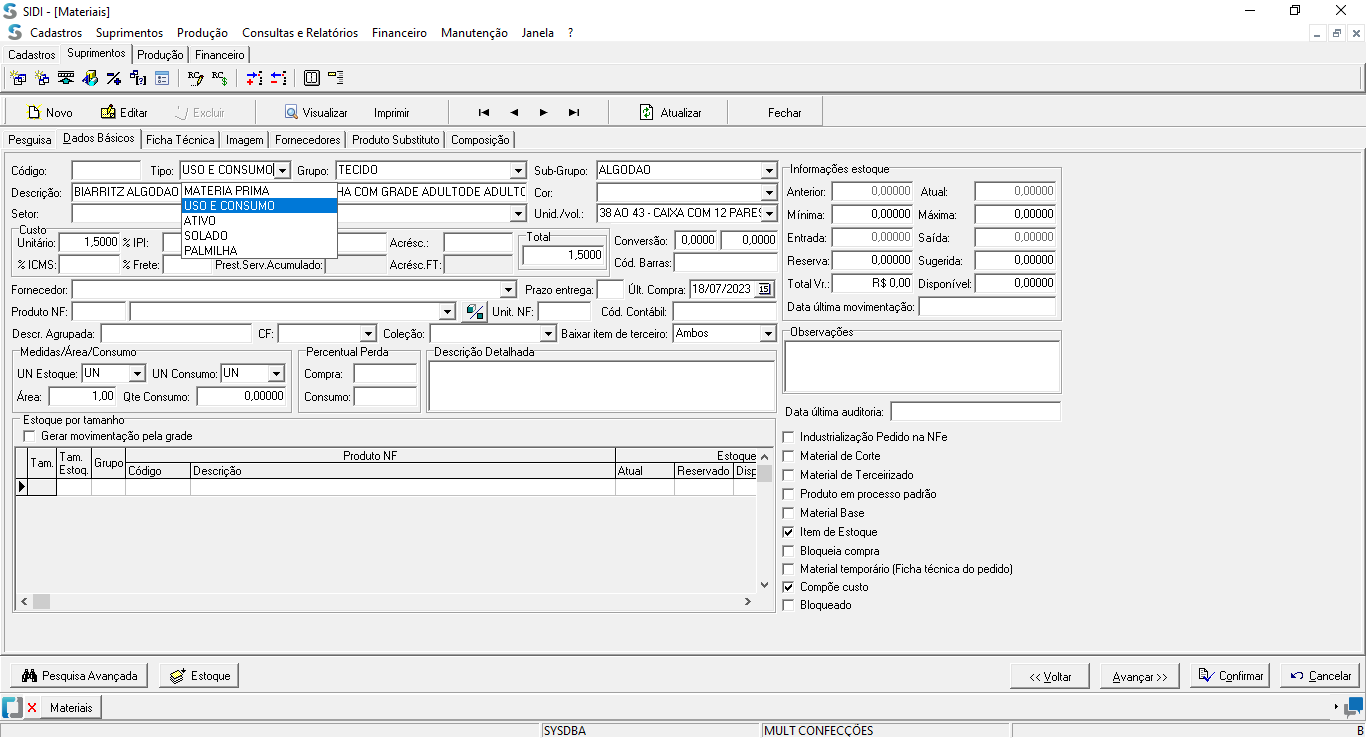 SIDI - [Materiais]
Cadastros Suprimentos Produção Consultas e Relatórios Financeiro Manutenção Janela ?
Cadastros Suprimentos Produção Financeiro
Novo Editar Excluir Visualizar Imprimir Atualizar Fechar
Pesquisa Dados Básicos Ficha Técnica Imagem Fornecedores Produto Substituto Composição
Código: Tipo: USO E CONSUMO Grupo: TECIDO Sub-Grupo: ALGODAO
Descrição: BIARRITZ ALGODAO HA COM GRADE ADULTODE ADULTO Cor:
MATERIA PRIMA
USO E CONSUMO
ATIVO
SOLADO
PALMILHA
Setor: Unid./vol.: 38 AO 43 - CAIXA COM 12 PARES
Custo
Unitário: 1,5000 % IPI: Acrésc.: Total 1,5000
% ICMS: % Frete: Prest.Serv.Acumulado: Acrésc.FT:
Conversão: 0,0000 0,0000
Cód. Barras:
Fornecedor: Prazo entrega: Últ. Compra: 18/07/2023 15
Produto NF: Unit. NF: Cód. Contábil:
Descr. Agrupada: CF: Coleção: Baixar item de terceiro: Ambos
Medidas/Área/Consumo
UN Estoque: UN UN Consumo: UN
Área: 1,00 Qte Consumo: 0,00000
Percentual Perda
Compra:
Consumo:
Descrição Detalhada
Estoque por tamanho
Gerar movimentação pela grade
Tam. Tam. Estoq. Grupo Produto NF Estoque
Código Descrição Atual Reservado Disp
Informações estoque
Anterior: 0,00000 Atual: 0,00000
Mínima: 0,00000 Máxima: 0,00000
Entrada: 0,00000 Saída: 0,00000
Reserva: 0,00000 Sugerida: 0,00000
Total Vr.: R$ 0,00 Disponível: 0,00000
Data última movimentação:
Observações
Data última auditoria:
Industrialização Pedido na NFe
Material de Corte
Material de Terceirizado
Produto em processo padrão
Material Base
Item de Estoque
Bloqueia compra
Material temporário (Ficha técnica do pedido)
Compõe custo
Bloqueado
Pesquisa Avançada Estoque << Voltar Avançar >> Confirmar Cancelar
Materiais
SYSDBA MULT CONFECÇÕES B